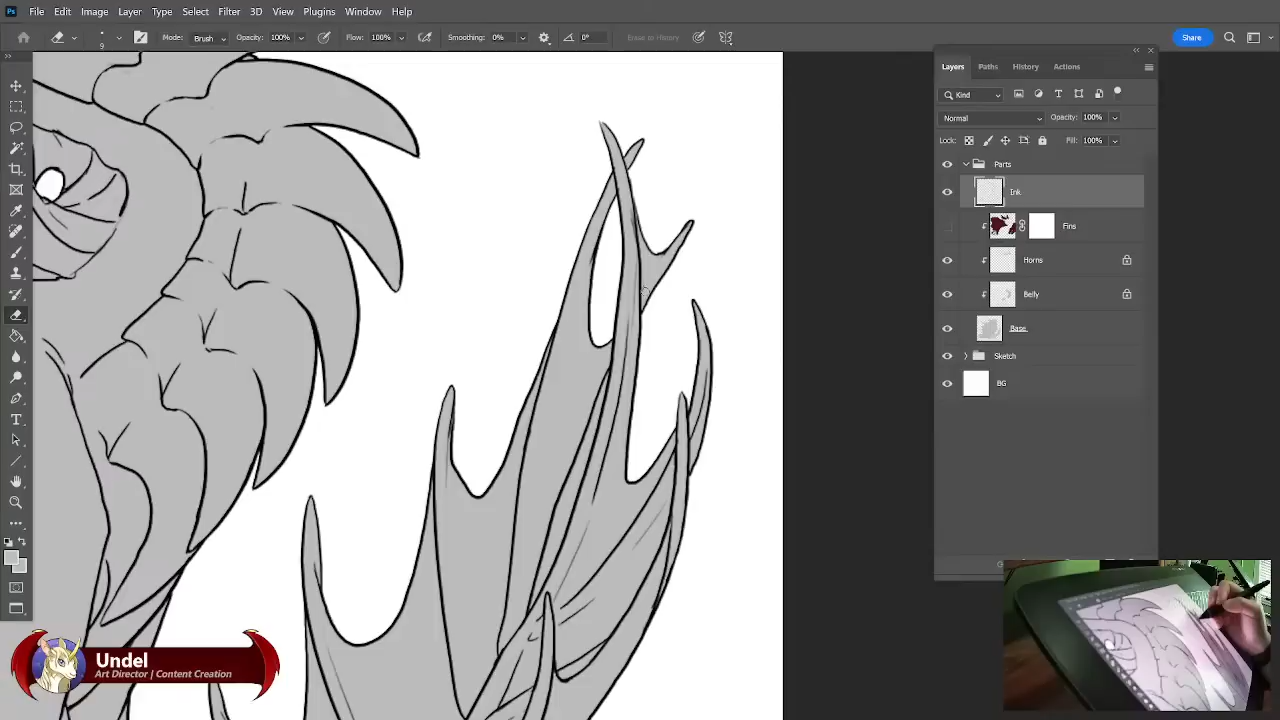 Ps File Edit Image Layer Type Select Filter 3D View Plugins Window Help
9 Mode: Brush Opacity: 100% Flow: 100% Smoothing: 0% 0° Erase to History Share
Layers Paths History Actions
Kind
Normal Opacity: 100%
Lock: Fill: 100%
Parts
Ink
Fins
Horns
Belly
Base
Sketch
BG
Undel
Art Director | Content Creation